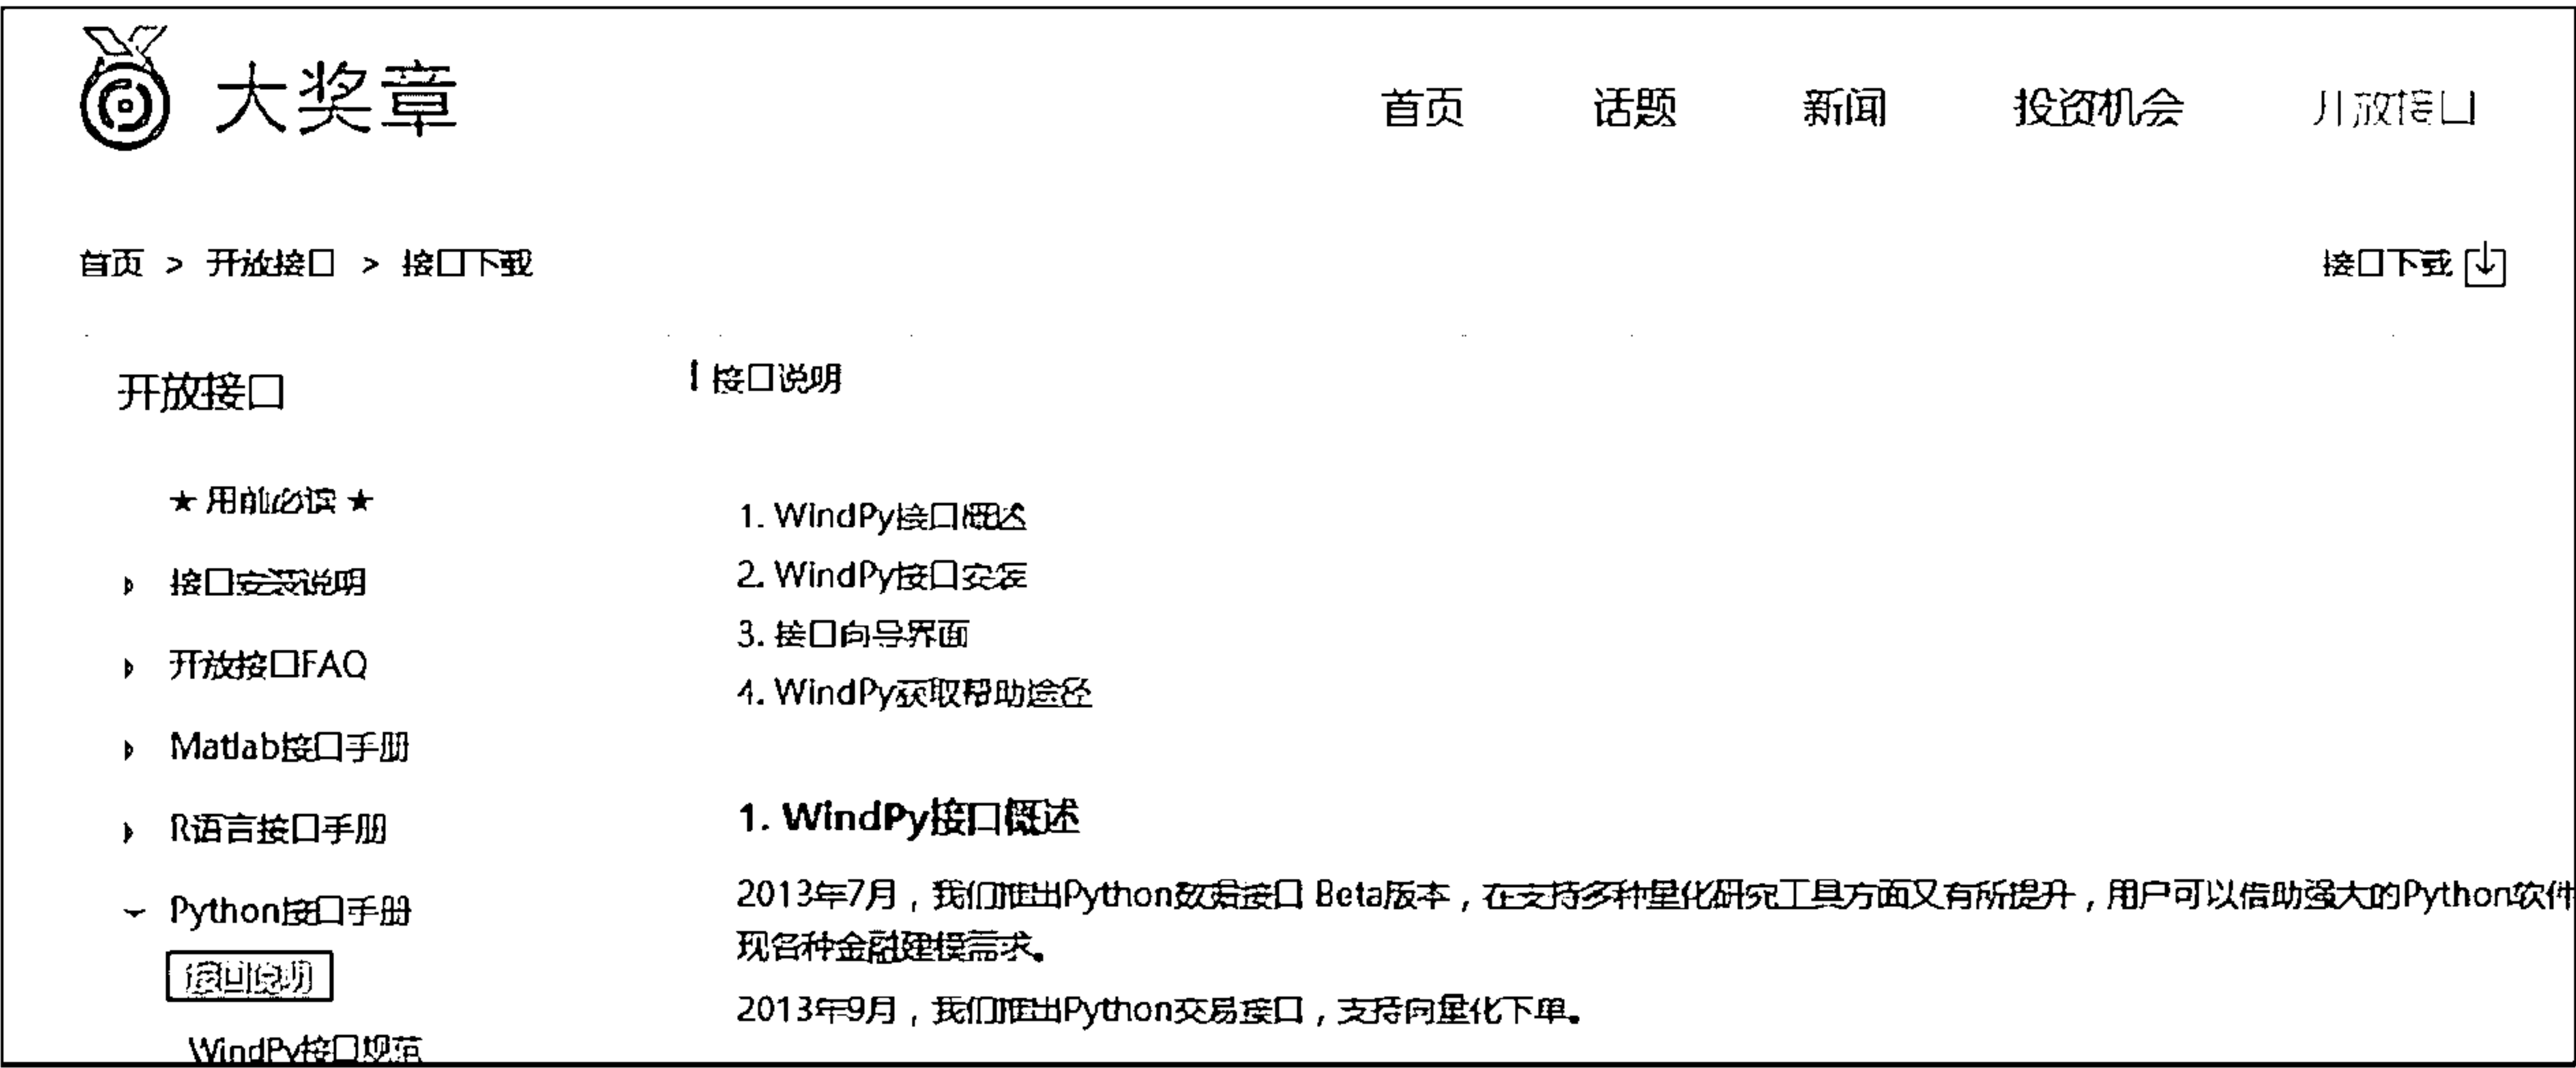 大奖章
首页 话题 新闻 投资机会 开放接口
首页 > 开放接口 > 接口下载
接口下载
开放接口
★ 用前必读 ★
接口安装说明
开放接口FAQ
Matlab接口手册
R语言接口手册
Python接口手册
接口说明
WindPy接口规范
接口说明
1. WindPy接口概述
2. WindPy接口安装
3. 接口向导界面
4. WindPy获取帮助途径
1. WindPy接口概述
2013年7月，我们推出Python数据接口 Beta版本，在支持多种量化研究工具方面又有所提升，用户可以借助强大的Python软件
现各种金融建模需求。
2013年9月，我们推出Python交易接口，支持向量化下单。